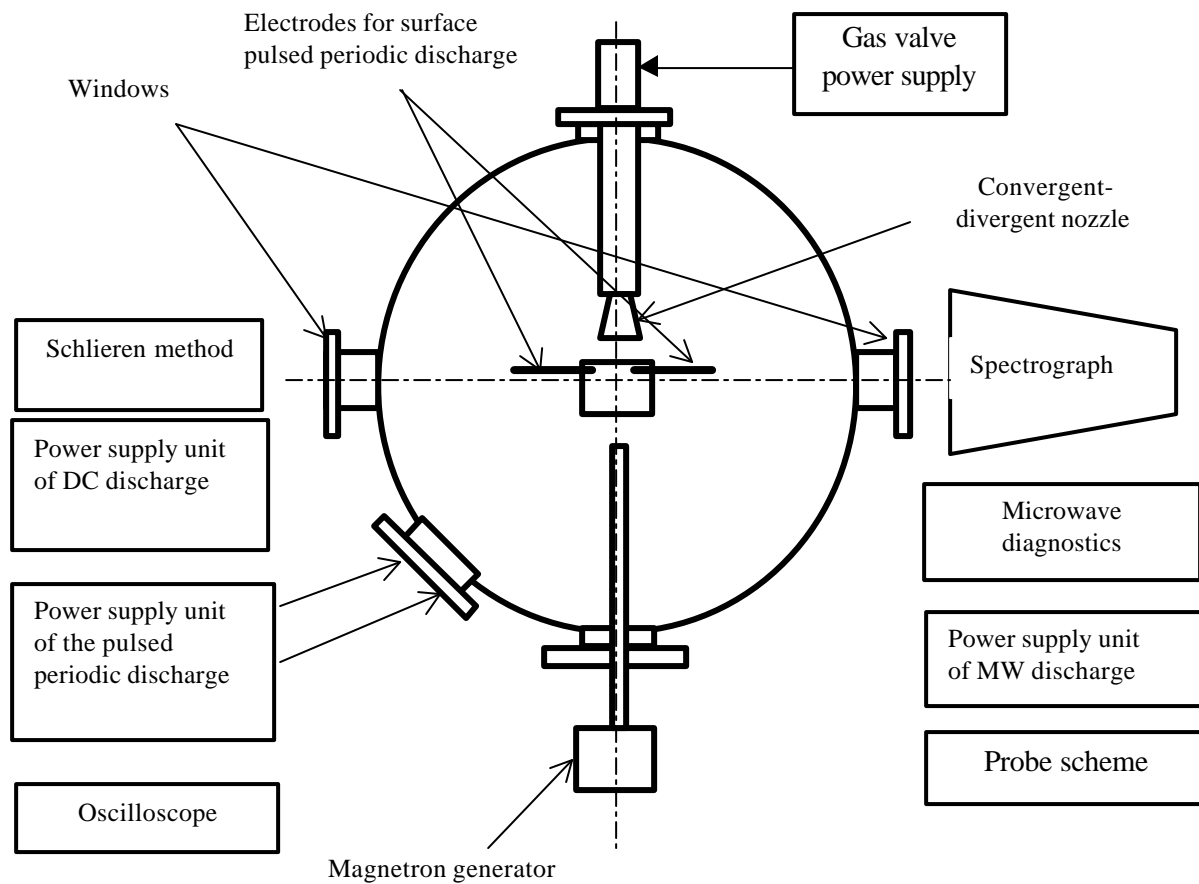 Electrodes for surface
pulsed periodic discharge
Gas valve
power supply
Windows
Convergent-
divergent nozzle
Schlieren method
Spectrograph
Power supply unit
of DC discharge
Microwave
diagnostics
Power supply unit
of the pulsed
periodic discharge
Power supply unit
of MW discharge
Probe scheme
Oscilloscope
Magnetron generator